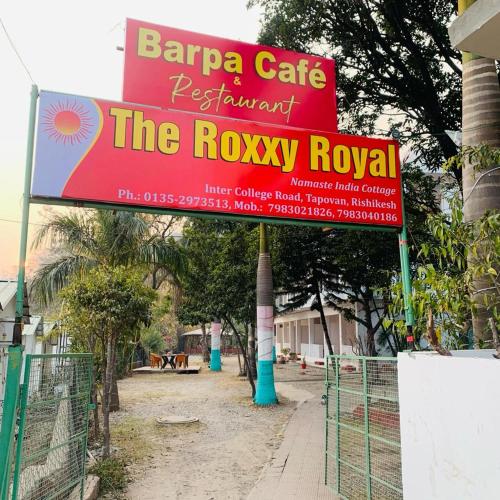 Barpa Café
&
Restaurant
The Roxxy Royal
Namaste India Cottage
Inter College Road, Tapovan, Rishikesh
Ph.: 0135-2973513, Mob.: 7983021826, 7983040186